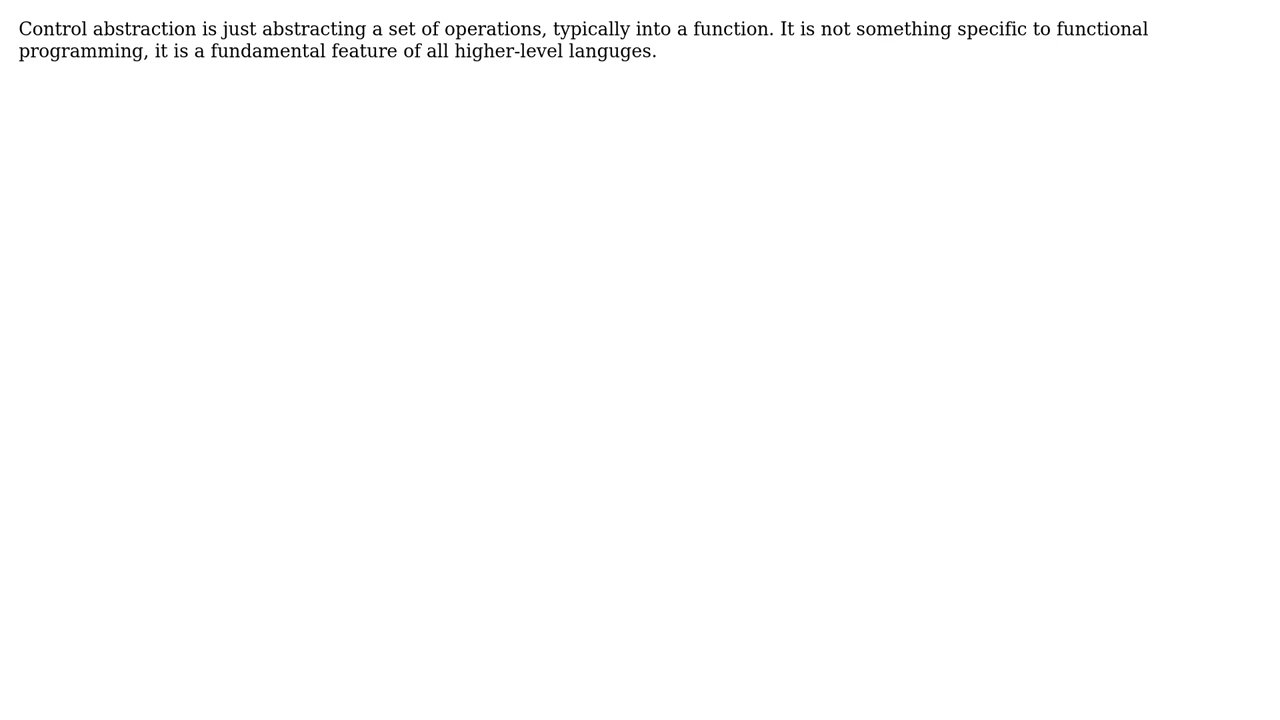 Control abstraction is just abstracting a set of operations, typically into a function. It is not something specific to functional
programming, it is a fundamental feature of all higher-level languges.